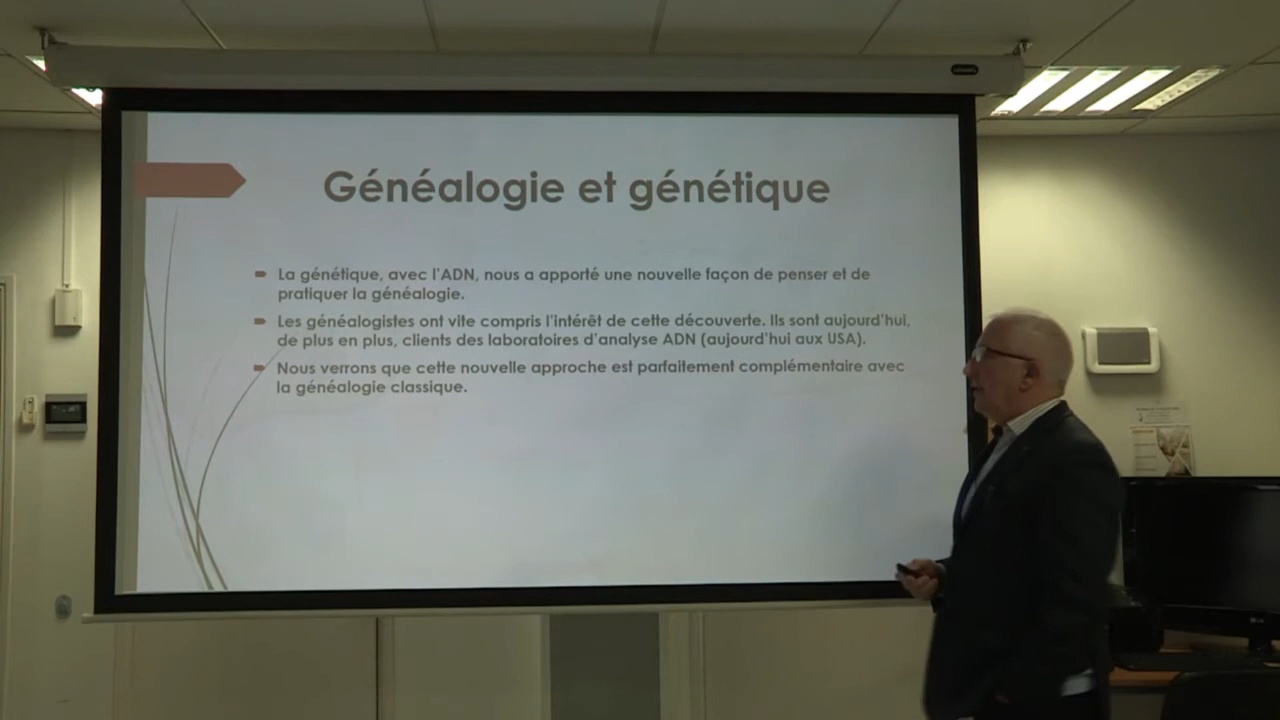 Généalogie et génétique
La génétique, avec l'ADN, nous a apporté une nouvelle façon de penser et de
pratiquer la généalogie.
Les généalogistes ont vite compris l'intérêt de cette découverte. Ils sont aujourd'hui,
de plus en plus, clients des laboratoires d'analyse ADN (aujourd'hui aux USA).
Nous verrons que cette nouvelle approche est parfaitement complémentaire avec
la généalogie classique.
LG